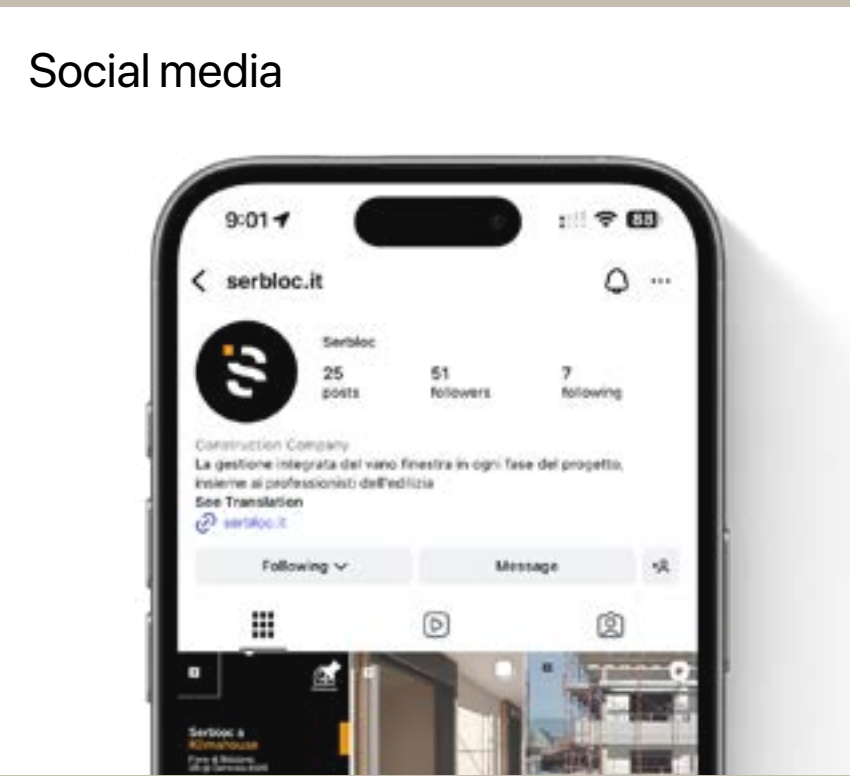 Social media
9:01
88
serbloc.it
Serbloc
25 51 7
posts followers following
Construction Company
La gestione integrata del vano finestra in ogni fase del progetto,
insieme ai professionisti dell'edilizia
See Translation
serbloc.it
Following Message
Serbloc a
Klimahouse